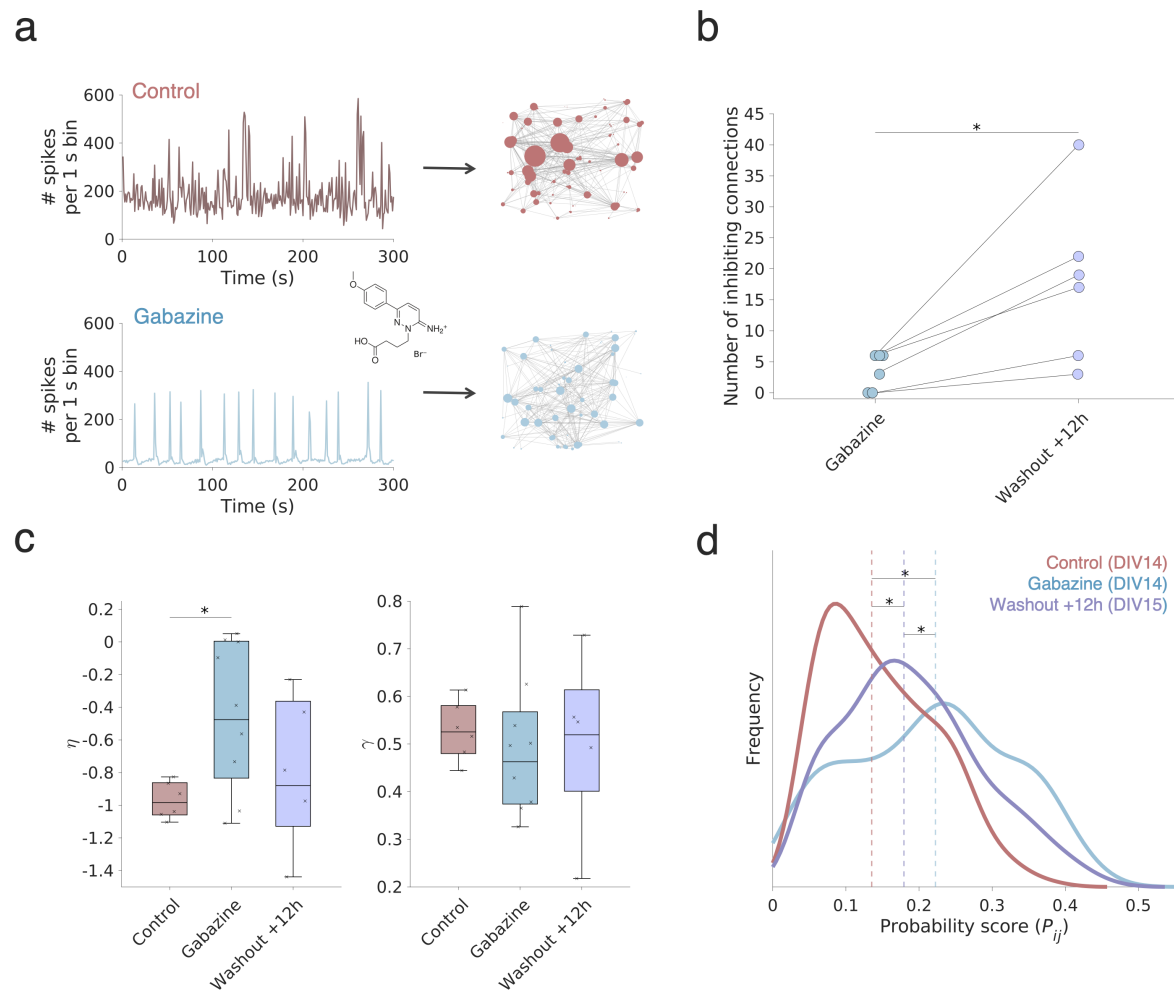 a
Control
# spikes
per 1 s bin
600
400
200
0
0 100 200 300
Time (s)
Gabazine
# spikes
per 1 s bin
600
400
200
0
0 100 200 300
Time (s)
O
N
N
NH₂⁺
HO
O
Br⁻
b
Number of inhibiting connections
45
40
35
30
25
20
15
10
5
0
*
Gabazine
Washout +12h
c
η
0.2
0
-0.2
-0.4
-0.6
-0.8
-1
-1.2
-1.4
*
Control
Gabazine
Washout +12h
γ
0.8
0.7
0.6
0.5
0.4
0.3
0.2
Control
Gabazine
Washout +12h
d
Control (DIV14)
Gabazine (DIV14)
Washout +12h (DIV15)
*
*
*
Frequency
0 0.1 0.2 0.3 0.4 0.5
Probability score (P_ij)